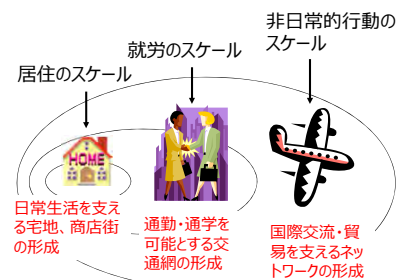 非日常的行動の
スケール
就労のスケール
居住のスケール
HOME
日常生活を支え
る宅地、商店街
の形成
通勤・通学を
可能とする交
通網の形成
国際交流・貿
易を支えるネッ
トワークの形成